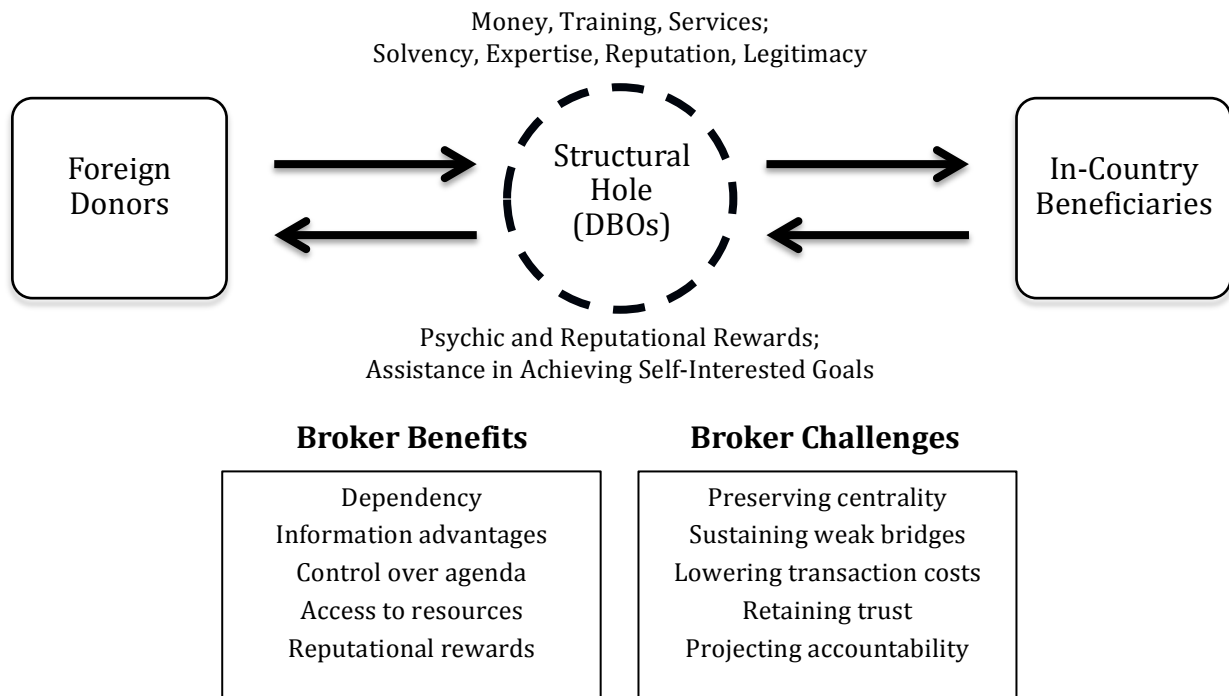 Money, Training, Services;
Solvency, Expertise, Reputation, Legitimacy
Foreign
Donors
Structural
Hole
(DBOs)
In-Country
Beneficiaries
Psychic and Reputational Rewards;
Assistance in Achieving Self-Interested Goals
Broker Benefits
Dependency
Information advantages
Control over agenda
Access to resources
Reputational rewards
Broker Challenges
Preserving centrality
Sustaining weak bridges
Lowering transaction costs
Retaining trust
Projecting accountability